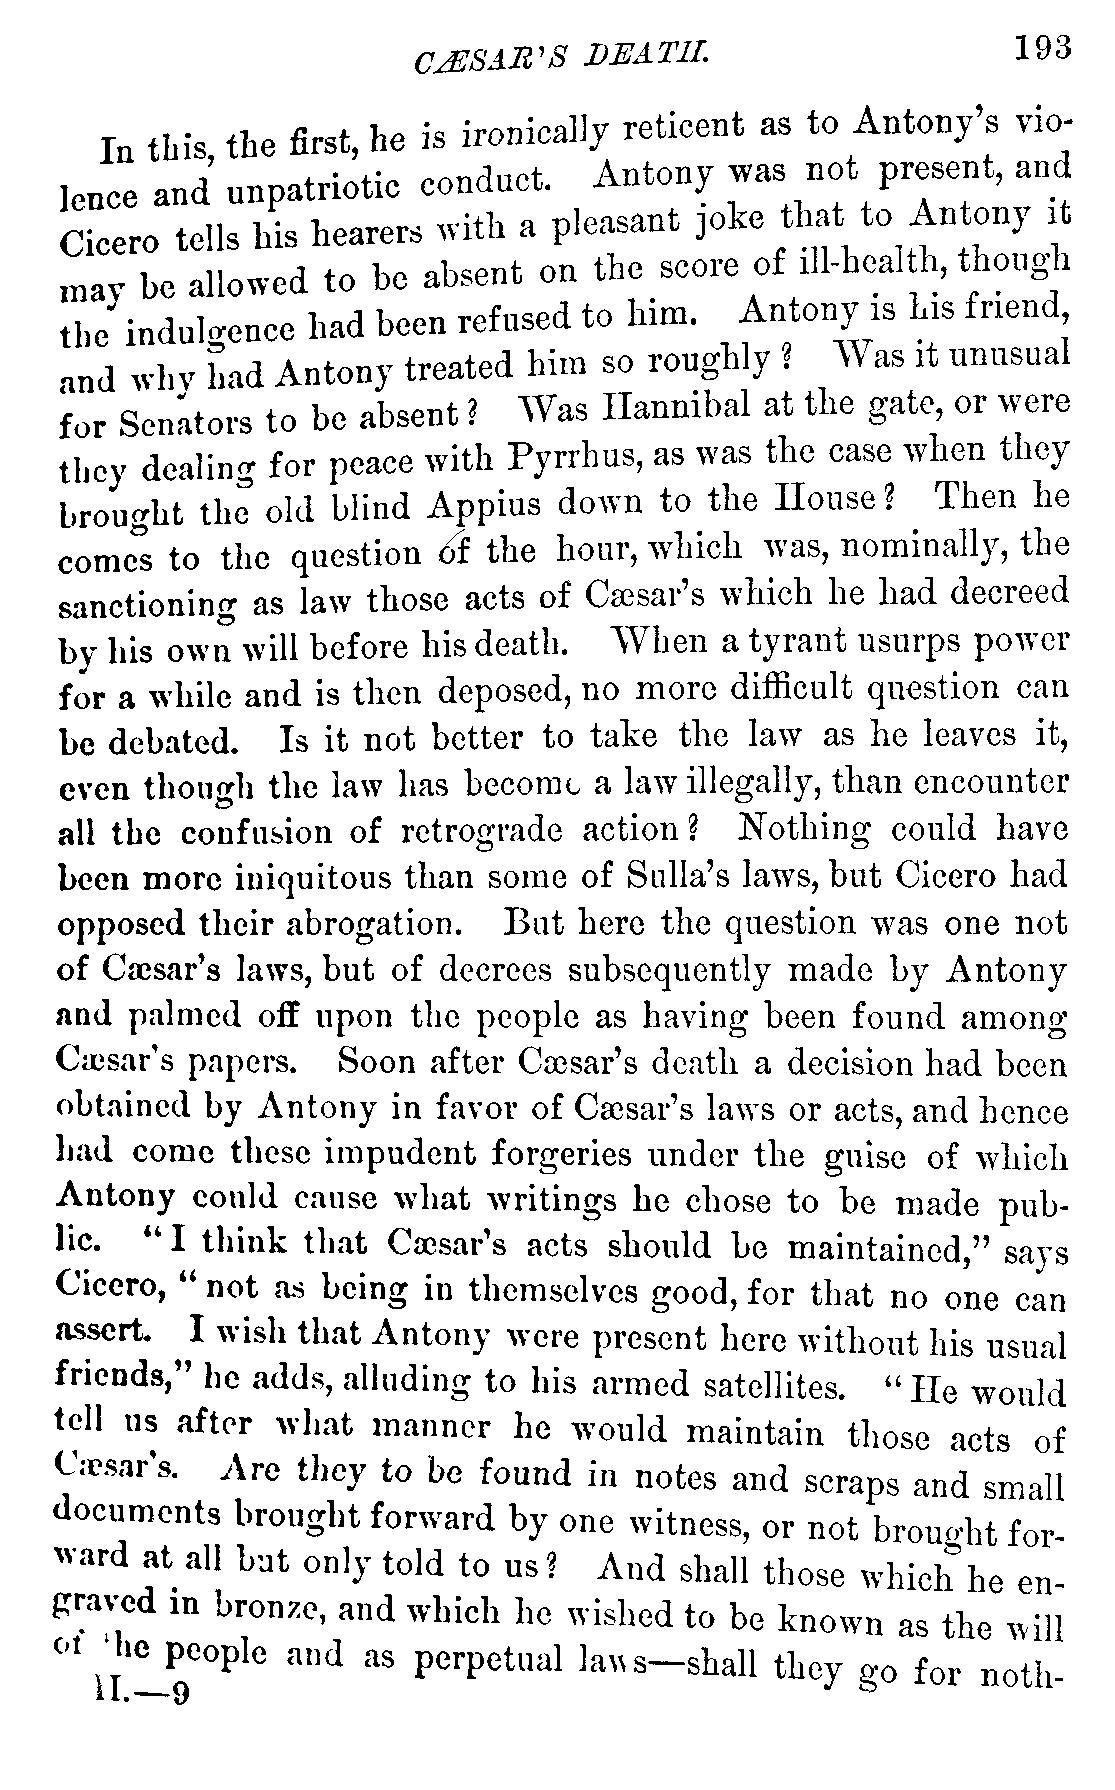 CÆSAR'S DEATH. 193
In this, the first, he is ironically reticent as to Antony's vio-
lence and unpatriotic conduct. Antony was not present, and
Cicero tells his hearers with a pleasant joke that to Antony it
may be allowed to be absent on the score of ill-health, though
the indulgence had been refused to him. Antony is his friend,
and why had Antony treated him so roughly? Was it unusual
for Senators to be absent? Was Hannibal at the gate, or were
they dealing for peace with Pyrrhus, as was the case when they
brought the old blind Appius down to the House? Then he
comes to the question of the hour, which was, nominally, the
sanctioning as law those acts of Cæsar's which he had decreed
by his own will before his death. When a tyrant usurps power
for a while and is then deposed, no more difficult question can
be debated. Is it not better to take the law as he leaves it,
even though the law has become a law illegally, than encounter
all the confusion of retrograde action? Nothing could have
been more iniquitous than some of Sulla's laws, but Cicero had
opposed their abrogation. But here the question was one not
of Cæsar's laws, but of decrees subsequently made by Antony
and palmed off upon the people as having been found among
Cæsar's papers. Soon after Cæsar's death a decision had been
obtained by Antony in favor of Cæsar's laws or acts, and hence
had come these impudent forgeries under the guise of which
Antony could cause what writings he chose to be made pub-
lic. "I think that Cæsar's acts should be maintained," says
Cicero, "not as being in themselves good, for that no one can
assert. I wish that Antony were present here without his usual
friends," he adds, alluding to his armed satellites. "He would
tell us after what manner he would maintain those acts of
Cæsar's. Are they to be found in notes and scraps and small
documents brought forward by one witness, or not brought for-
ward at all but only told to us? And shall those which he en-
graved in bronze, and which he wished to be known as the will
of the people and as perpetual laws—shall they go for noth-
II.—9